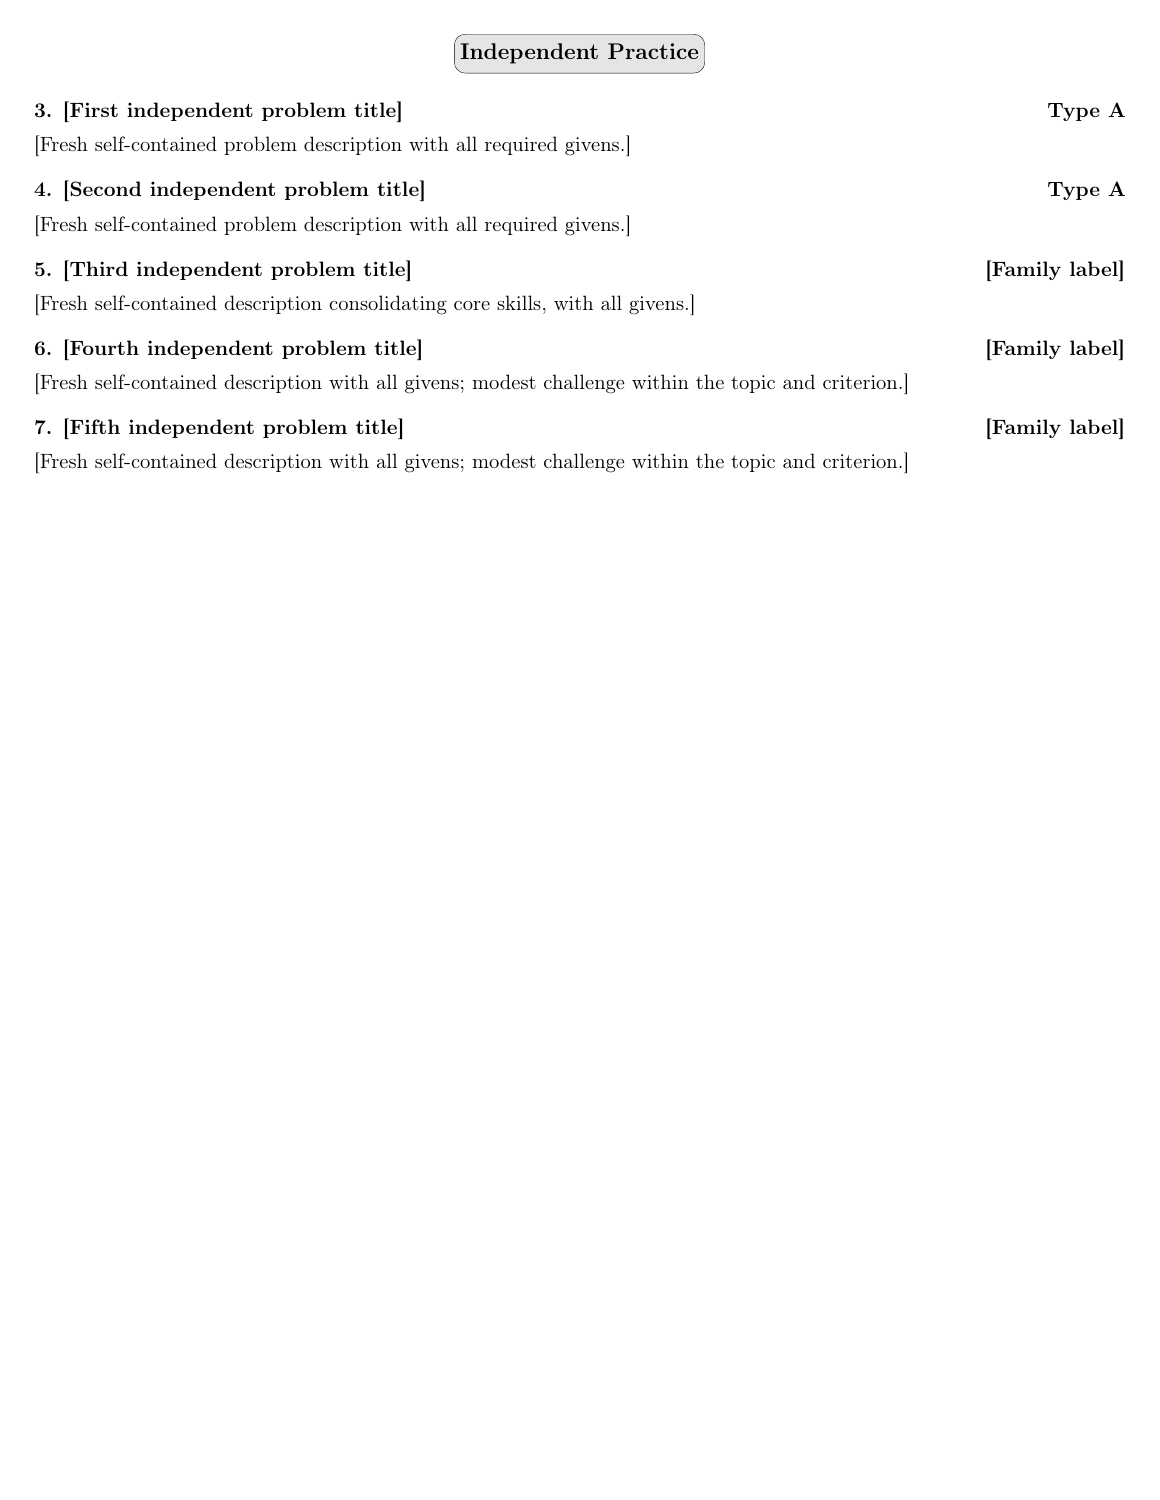 Independent Practice
3. [First independent problem title] Type A
[Fresh self-contained problem description with all required givens.]
4. [Second independent problem title] Type A
[Fresh self-contained problem description with all required givens.]
5. [Third independent problem title] [Family label]
[Fresh self-contained description consolidating core skills, with all givens.]
6. [Fourth independent problem title] [Family label]
[Fresh self-contained description with all givens; modest challenge within the topic and criterion.]
7. [Fifth independent problem title] [Family label]
[Fresh self-contained description with all givens; modest challenge within the topic and criterion.]